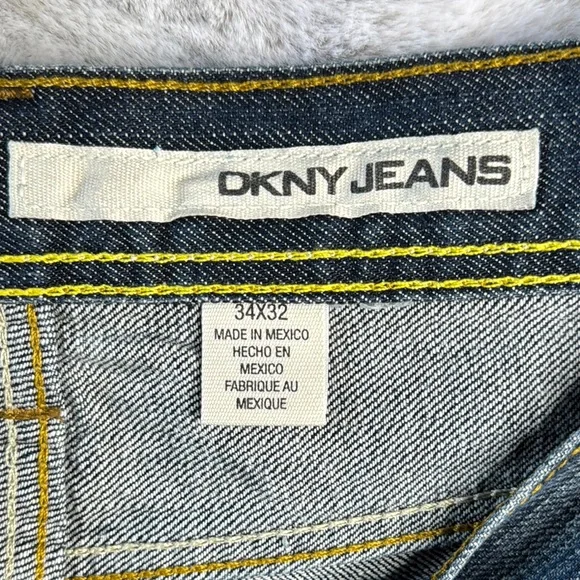 DKNY JEANS
34X32
MADE IN MEXICO
HECHO EN
MEXICO
FABRIQUE AU
MEXIQUE